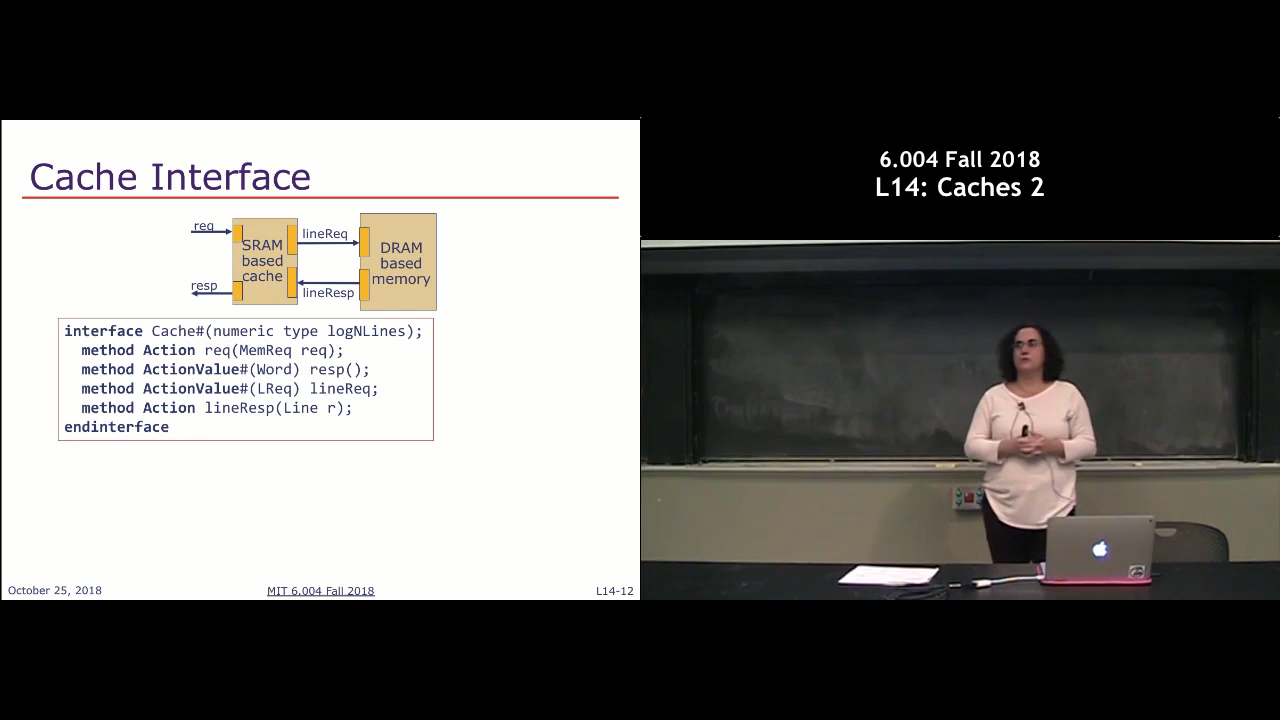 Cache Interface
req
resp
SRAM
based
cache
lineReq
lineResp
DRAM
based
memory
interface Cache#(numeric type logNLines);
method Action req(MemReq req);
method ActionValue#(Word) resp();
method ActionValue#(LReq) lineReq;
method Action lineResp(Line r);
endinterface
October 25, 2018
MIT 6.004 Fall 2018
L14-12
6.004 Fall 2018
L14: Caches 2